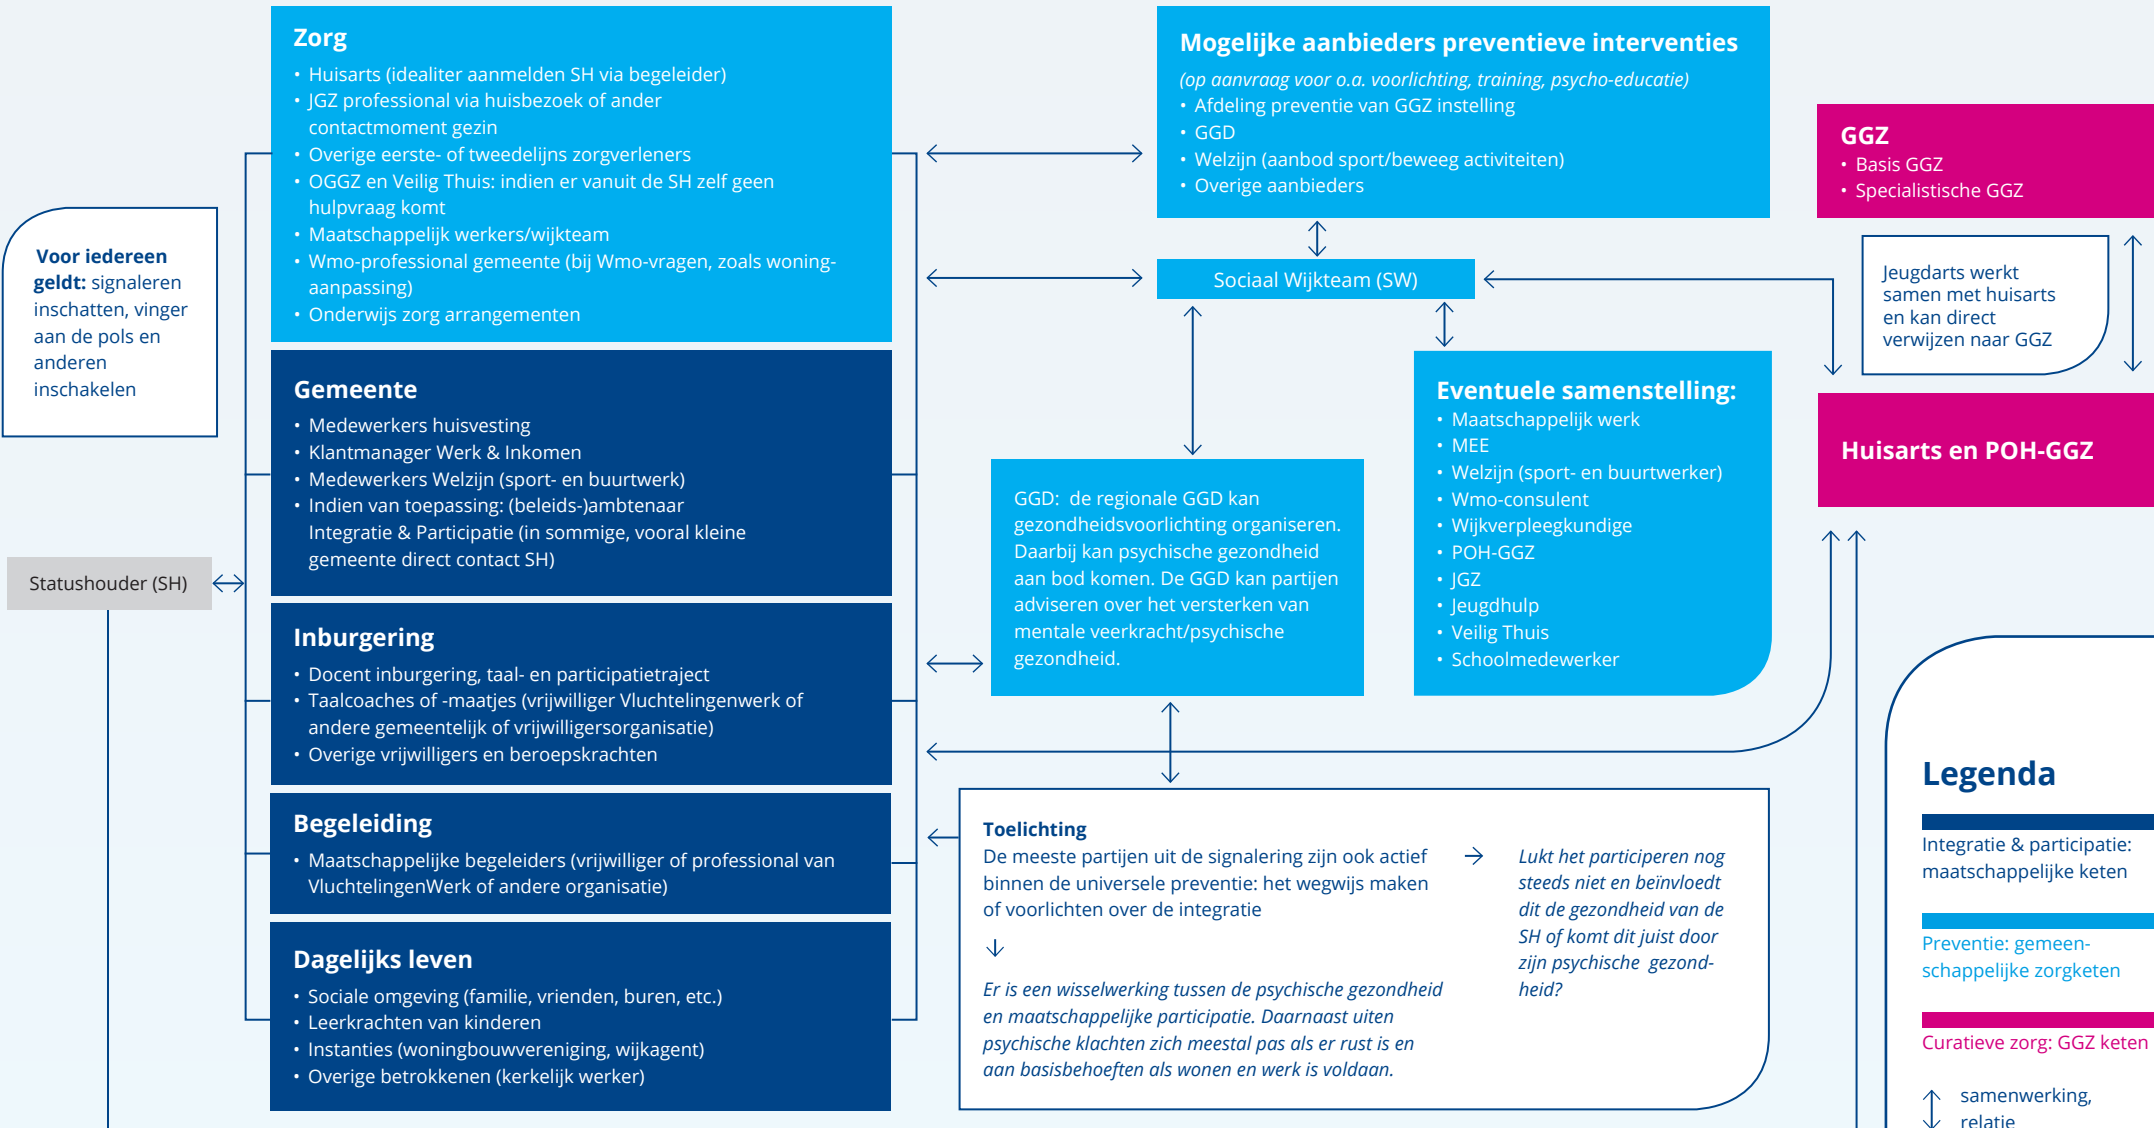 Zorg
• Huisarts (idealiter aanmelden SH via begeleider)
• JGZ professional via huisbezoek of ander
contactmoment gezin
• Overige eerste- of tweedelijns zorgverleners
• OGGZ en Veilig Thuis: indien er vanuit de SH zelf geen
hulpvraag komt
• Maatschappelijk werkers/wijkteam
• Wmo-professional gemeente (bij Wmo-vragen, zoals woning-
aanpassing)
• Onderwijs zorg arrangementen
Voor iedereen
geldt: signaleren
inschatten, vinger
aan de pols en
anderen
inschakelen
Gemeente
• Medewerkers huisvesting
• Klantmanager Werk & Inkomen
• Medewerkers Welzijn (sport- en buurtwerk)
• Indien van toepassing: (beleids-)ambtenaar
Integratie & Participatie (in sommige, vooral kleine
gemeente direct contact SH)
Statushouder (SH)
Inburgering
• Docent inburgering, taal- en participatietraject
• Taalcoaches of -maatjes (vrijwilliger Vluchtelingenwerk of
andere gemeentelijk of vrijwilligersorganisatie)
• Overige vrijwilligers en beroepskrachten
Begeleiding
• Maatschappelijke begeleiders (vrijwilliger of professional van
VluchtelingenWerk of andere organisatie)
Dagelijks leven
• Sociale omgeving (familie, vrienden, buren, etc.)
• Leerkrachten van kinderen
• Instanties (woningbouwvereniging, wijkagent)
• Overige betrokkenen (kerkelijk werker)
Mogelijke aanbieders preventieve interventies
(op aanvraag voor o.a. voorlichting, training, psycho-educatie)
• Afdeling preventie van GGZ instelling
• GGD
• Welzijn (aanbod sport/beweeg activiteiten)
• Overige aanbieders
Sociaal Wijkteam (SW)
Eventuele samenstelling:
• Maatschappelijk werk
• MEE
• Welzijn (sport- en buurtwerker)
• Wmo-consulent
• Wijkverpleegkundige
• POH-GGZ
• JGZ
• Jeugdhulp
• Veilig Thuis
• Schoolmedewerker
GGD:  de regionale GGD kan
gezondheidsvoorlichting organiseren.
Daarbij kan psychische gezondheid
aan bod komen. De GGD kan partijen
adviseren over het versterken van
mentale veerkracht/psychische
gezondheid.
Toelichting
De meeste partijen uit de signalering zijn ook actief
binnen de universele preventie: het wegwijs maken
of voorlichten over de integratie
Er is een wisselwerking tussen de psychische gezondheid
en maatschappelijke participatie. Daarnaast uiten
psychische klachten zich meestal pas als er rust is en
aan basisbehoeften als wonen en werk is voldaan.
Lukt het participeren nog
steeds niet en beïnvloedt
dit de gezondheid van de
SH of komt dit juist door
zijn psychische  gezond-
heid?
GGZ
• Basis GGZ
• Specialistische GGZ
Jeugdarts werkt
samen met huisarts
en kan direct
verwijzen naar GGZ
Huisarts en POH-GGZ
Legenda
Integratie & participatie:
maatschappelijke keten
Preventie: gemeen-
schappelijke zorgketen
Curatieve zorg: GGZ keten
samenwerking,
relatie